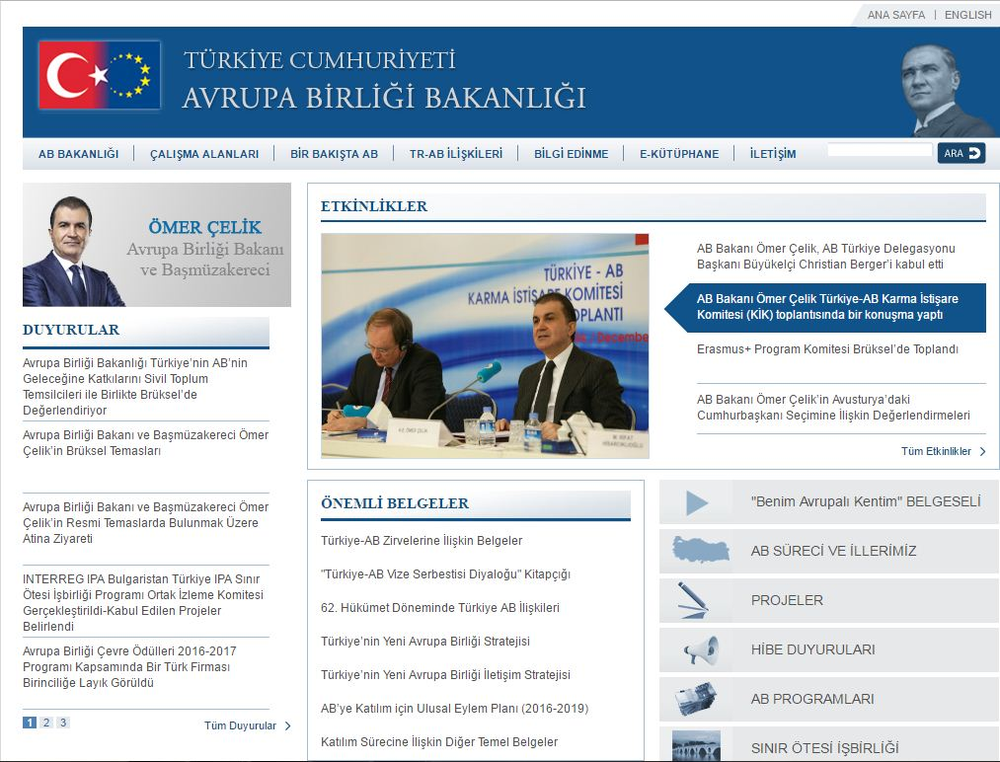 ANA SAYFA | ENGLISH
TÜRKİYE CUMHURİYETİ
AVRUPA BİRLİĞİ BAKANLIĞI
AB BAKANLIĞI
ÇALIŞMA ALANLARI
BİR BAKIŞTA AB
TR-AB İLİŞKİLERİ
BİLGİ EDİNME
E-KÜTÜPHANE
İLETİŞİM
ARA
ÖMER ÇELİK
Avrupa Birliği Bakanı
ve Başmüzakereci
DUYURULAR
Avrupa Birliği Bakanlığı Türkiye'nin AB'nin
Geleceğine Katkılarını Sivil Toplum
Temsilcileri ile Birlikte Brüksel'de
Değerlendiriyor
Avrupa Birliği Bakanı ve Başmüzakereci Ömer
Çelik'in Brüksel Temasları
Avrupa Birliği Bakanı ve Başmüzakereci Ömer
Çelik'in Resmi Temaslarda Bulunmak Üzere
Atina Ziyareti
INTERREG IPA Bulgaristan Türkiye IPA Sınır
Ötesi İşbirliği Programı Ortak İzleme Komitesi
Gerçekleştirildi-Kabul Edilen Projeler
Belirlendi
Avrupa Birliği Çevre Ödülleri 2016-2017
Programı Kapsamında Bir Türk Firması
Birinciliğe Layık Görüldü
1 2 3
Tüm Duyurular
ETKİNLİKLER
TÜRKİYE - AB
KARMA İSTİŞARE KOMİTESİ
TOPLANTI
December
ÖMER ÇELİK
M. RİFAT
HİSARCIKLIOĞLU
AB Bakanı Ömer Çelik, AB Türkiye Delegasyonu
Başkanı Büyükelçi Christian Berger'i kabul etti
AB Bakanı Ömer Çelik Türkiye-AB Karma İstişare
Komitesi (KİK) toplantısında bir konuşma yaptı
Erasmus+ Program Komitesi Brüksel'de Toplandı
AB Bakanı Ömer Çelik'in Avusturya'daki
Cumhurbaşkanı Seçimine İlişkin Değerlendirmeleri
Tüm Etkinlikler
ÖNEMLİ BELGELER
Türkiye-AB Zirvelerine İlişkin Belgeler
"Türkiye-AB Vize Serbestisi Diyaloğu" Kitapçığı
62. Hükümet Döneminde Türkiye AB İlişkileri
Türkiye'nin Yeni Avrupa Birliği Stratejisi
Türkiye'nin Yeni Avrupa Birliği İletişim Stratejisi
AB'ye Katılım için Ulusal Eylem Planı (2016-2019)
Katılım Sürecine İlişkin Diğer Temel Belgeler
"Benim Avrupalı Kentim" BELGESELİ
AB SÜRECİ VE İLLERİMİZ
PROJELER
HİBE DUYURULARI
AB PROGRAMLARI
SINIR ÖTESİ İŞBİRLİĞİ